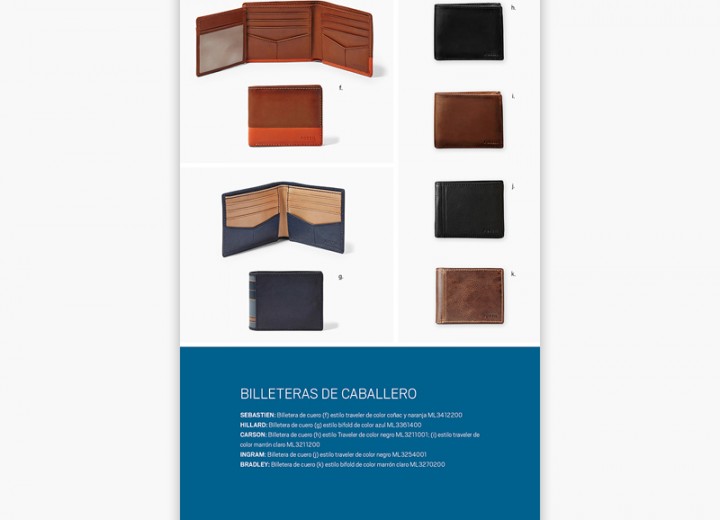 h.
f.
i.
j.
g.
k.
BILLETERAS DE CABALLERO
SEBASTIEN: Billetera de cuero (f) estilo traveler de color coñac y naranja ML3412200
HILLARD: Billetera de cuero (g) estilo bifold de color azul ML3361400
CARSON: Billetera de cuero (h) estilo Traveler de color negro ML3211001; (i) estilo traveler de
color marrón claro ML3211200
INGRAM: Billetera de cuero (j) estilo traveler de color negro ML3254001
BRADLEY: Billetera de cuero (k) estilo bifold de color marrón claro ML3270200